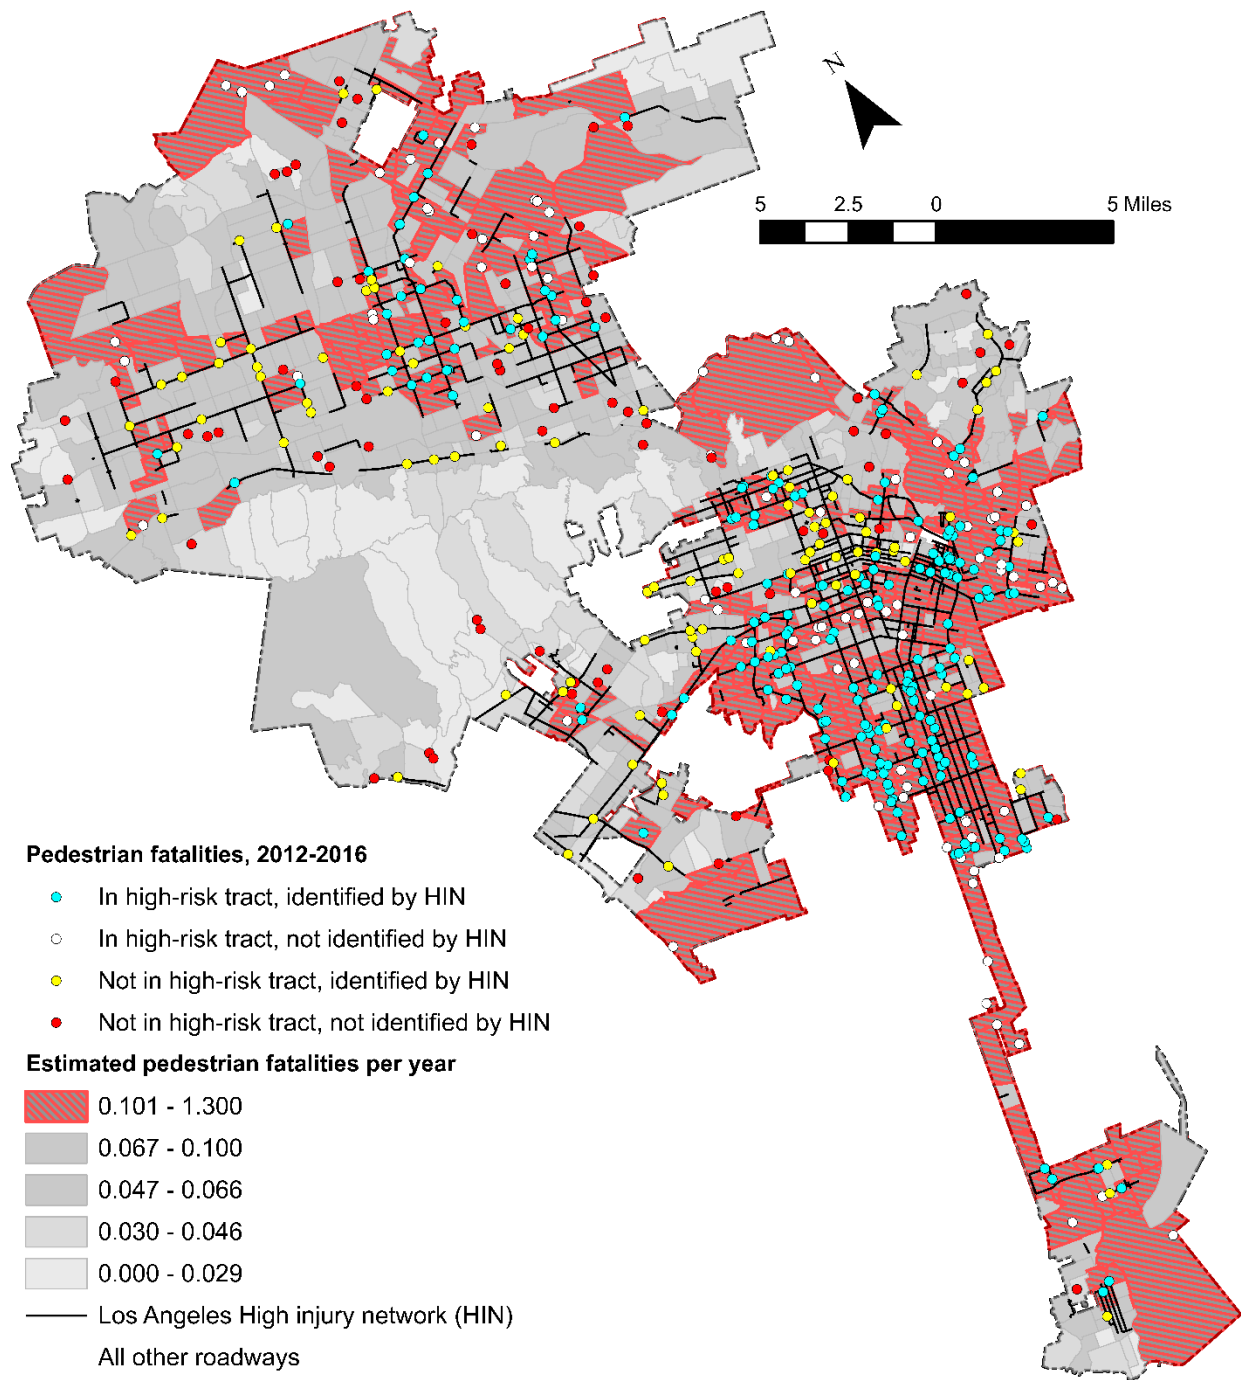 N
5 2.5 0 5 Miles
Pedestrian fatalities, 2012-2016
In high-risk tract, identified by HIN
In high-risk tract, not identified by HIN
Not in high-risk tract, identified by HIN
Not in high-risk tract, not identified by HIN
Estimated pedestrian fatalities per year
0.101 - 1.300
0.067 - 0.100
0.047 - 0.066
0.030 - 0.046
0.000 - 0.029
Los Angeles High injury network (HIN)
All other roadways